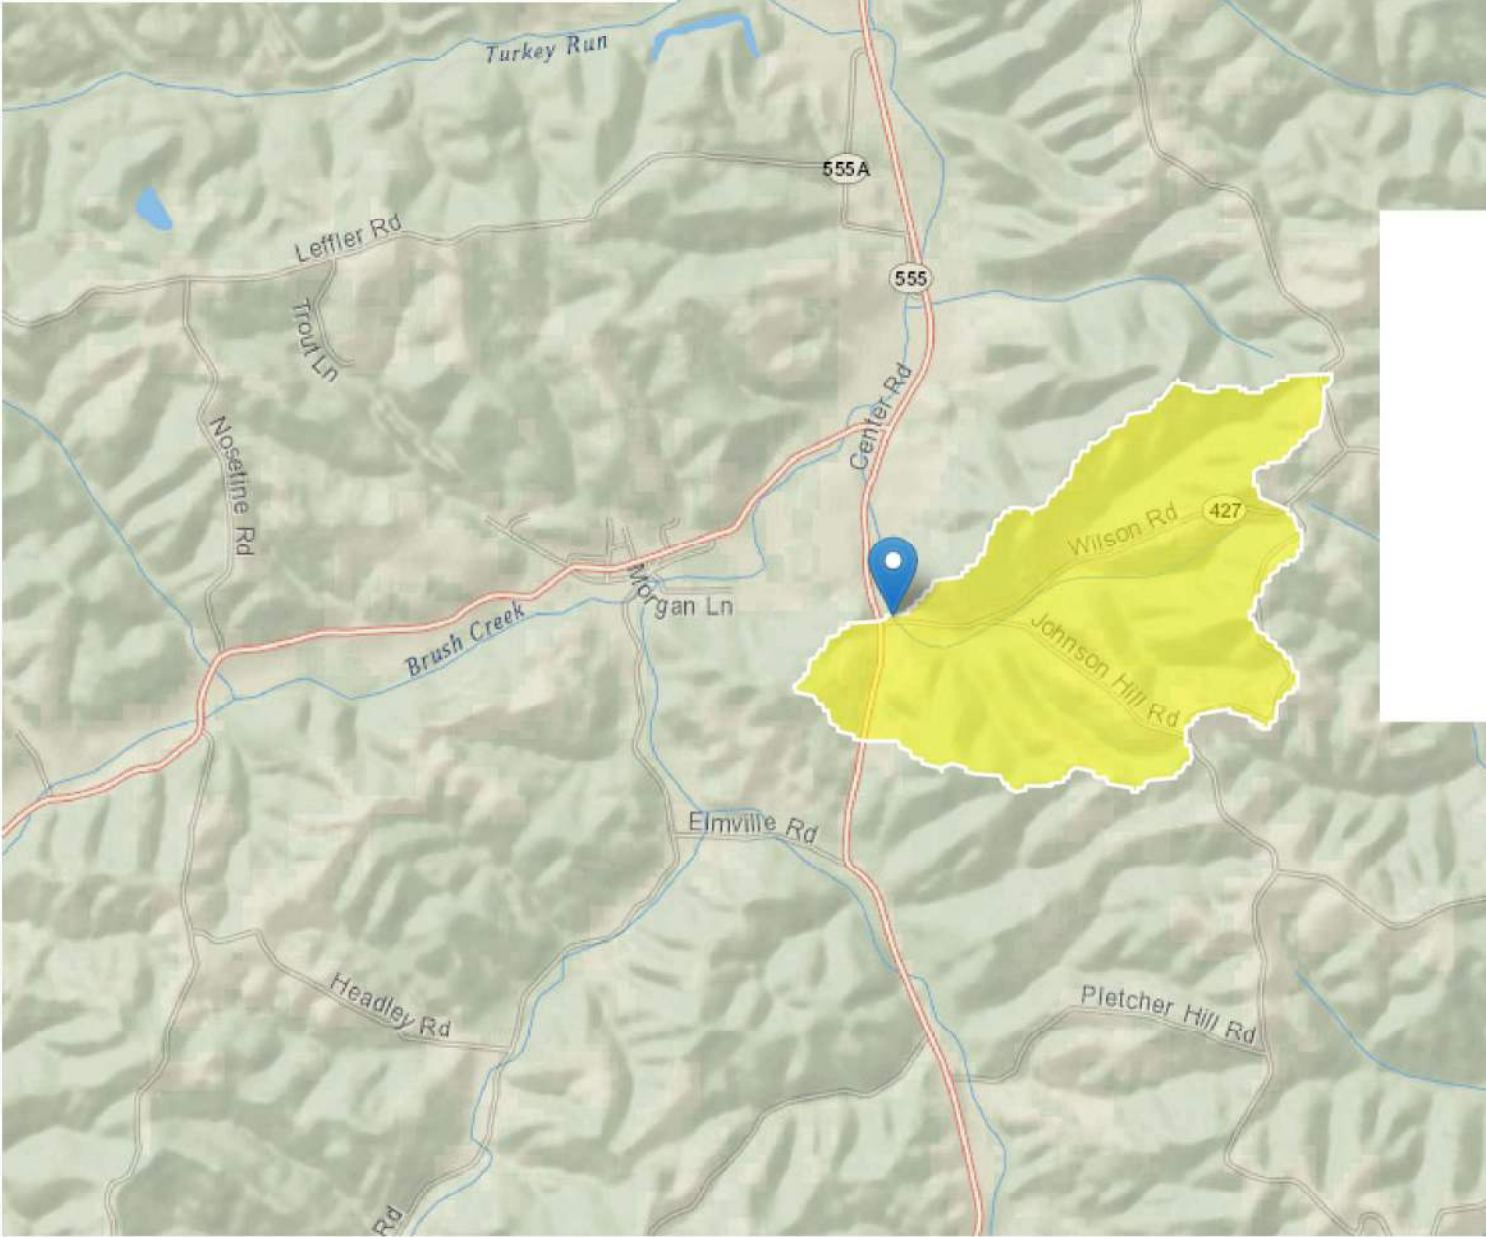 Turkey Run
555A
Leffler Rd
555
Trout Ln
Center Rd
Noseline Rd
427
Wilson Rd
Morgan Ln
Brush Creek
Johnson Hill Rd
Elmville Rd
Headley Rd
Pletcher Hill Rd
Rd